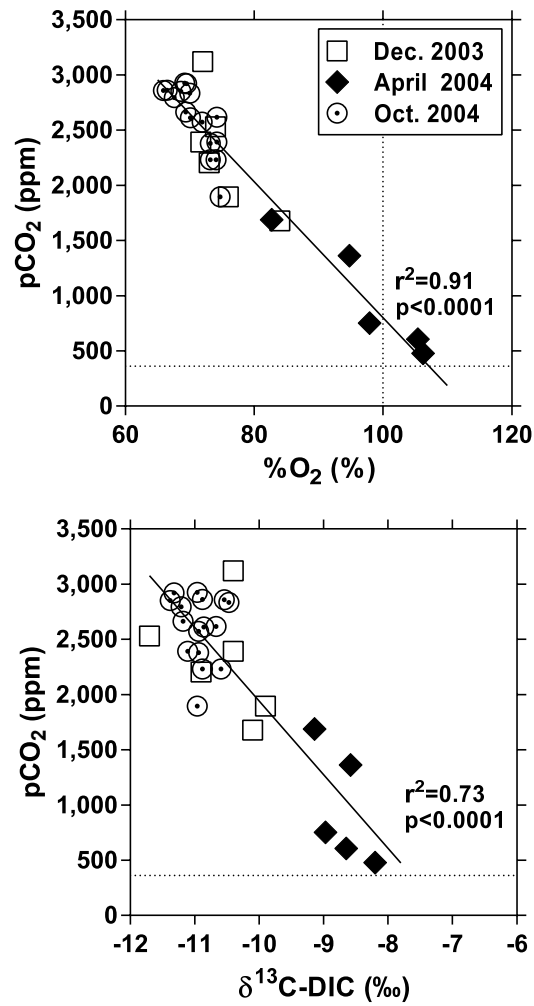 3,500
3,000
2,500
2,000
1,500
1,000
500
0
pCO2 (ppm)
Dec. 2003
April 2004
Oct. 2004
r2=0.91
p<0.0001
60 80 100 120
%O2 (%)
3,500
3,000
2,500
2,000
1,500
1,000
500
0
pCO2 (ppm)
r2=0.73
p<0.0001
-12 -11 -10 -9 -8 -7 -6
δ13C-DIC (‰)